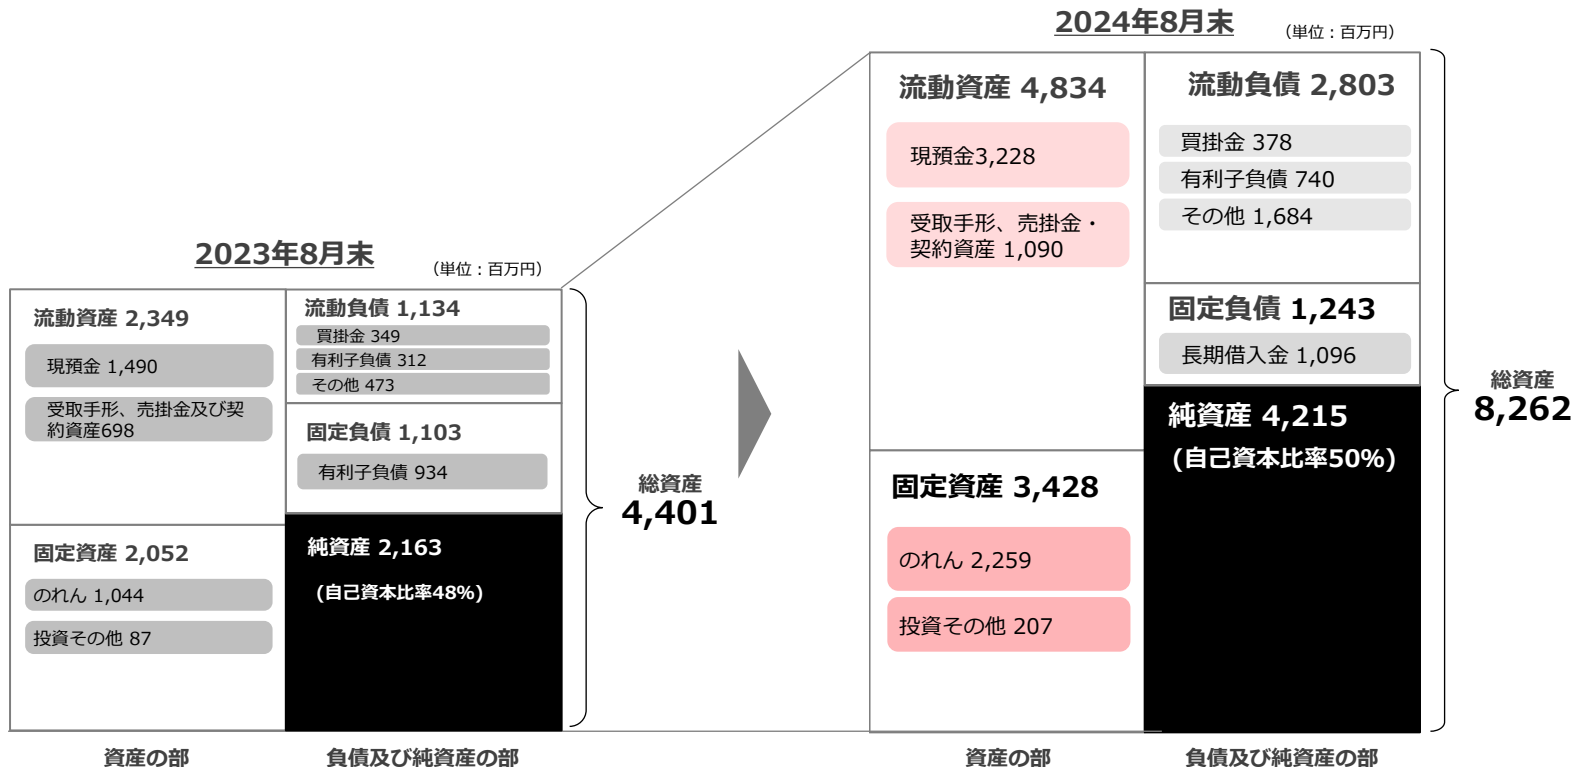 2023年8月末
（単位：百万円）
流動資産 2,349
現預金 1,490
受取手形、売掛金及び契
約資産698
固定資産 2,052
のれん 1,044
投資その他 87
資産の部
流動負債 1,134
買掛金 349
有利子負債 312
その他 473
固定負債 1,103
有利子負債 934
純資産 2,163
(自己資本比率48%)
負債及び純資産の部
総資産
4,401
2024年8月末
（単位：百万円）
流動資産 4,834
現預金3,228
受取手形、売掛金・
契約資産 1,090
固定資産 3,428
のれん 2,259
投資その他 207
資産の部
流動負債 2,803
買掛金 378
有利子負債 740
その他 1,684
固定負債 1,243
長期借入金 1,096
純資産 4,215
(自己資本比率50%)
負債及び純資産の部
総資産
8,262